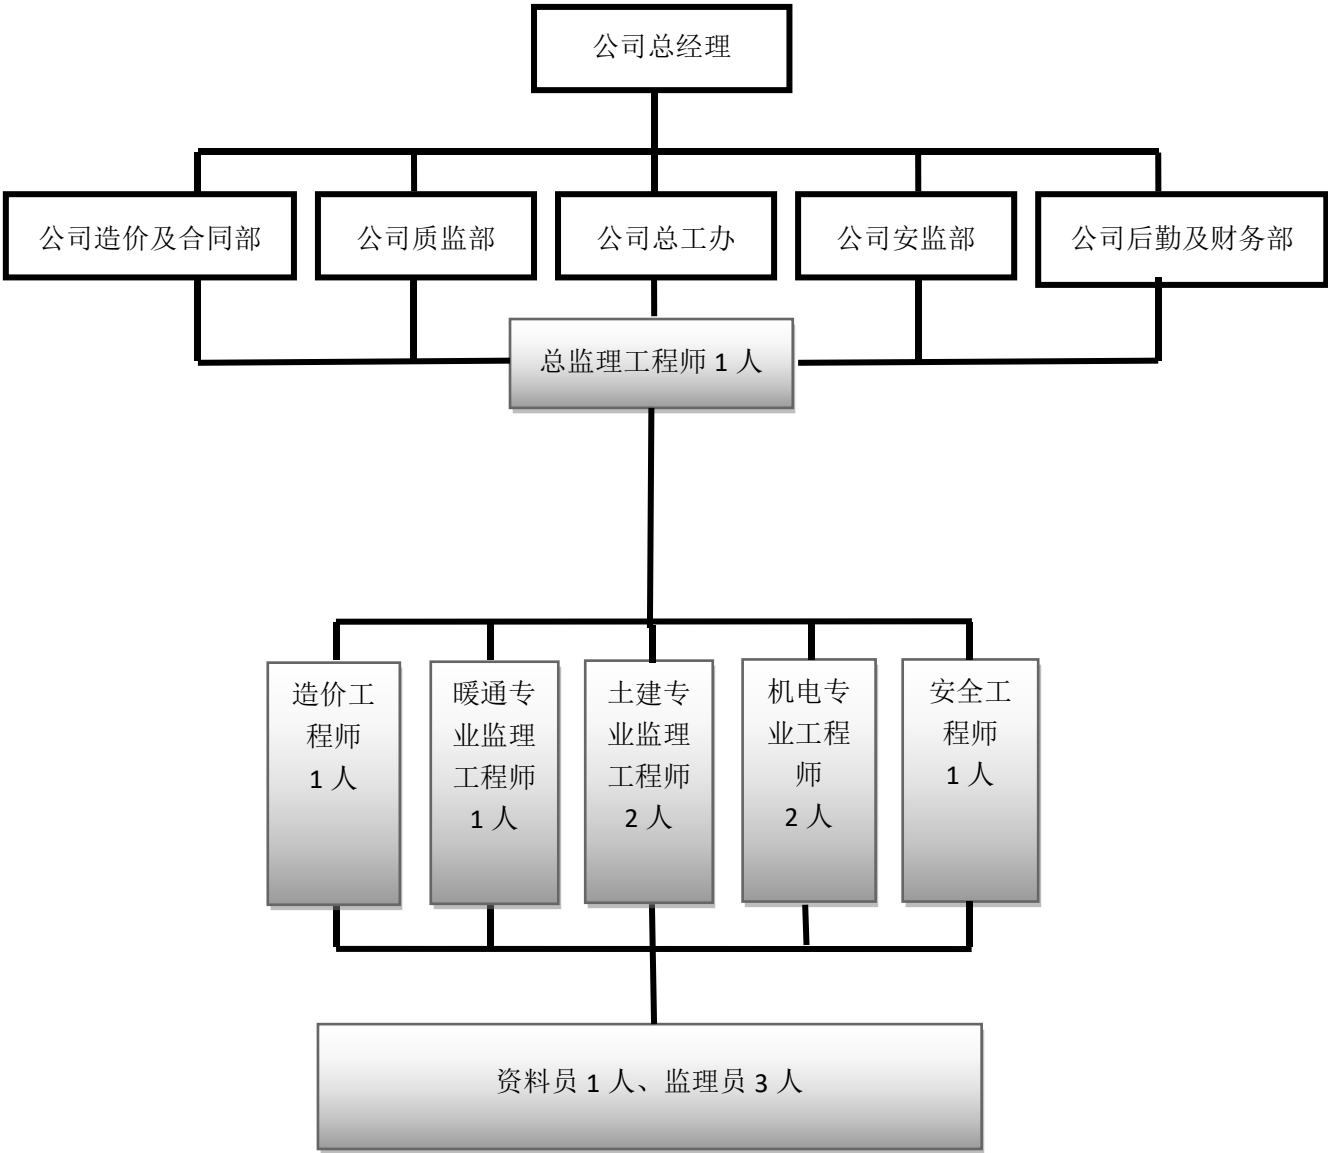 公司总经理
公司造价及合同部
公司质监部
公司总工办
公司安监部
公司后勤及财务部
总监理工程师 1 人
造价工
程师
1 人
暖通专
业监理
工程师
1 人
土建专
业监理
工程师
2 人
机电专
业工程
师
2 人
安全工
程师
1 人
资料员 1 人、监理员 3 人